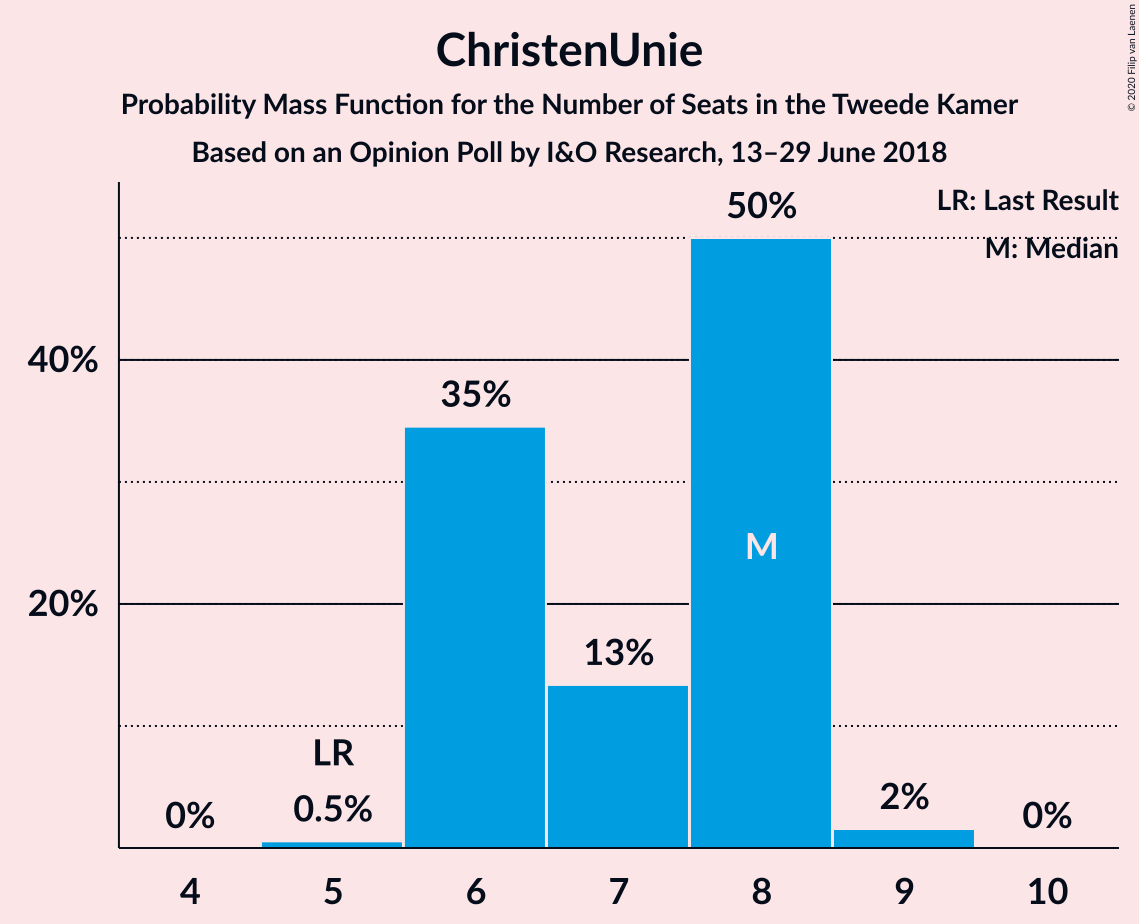 ChristenUnie
Probability Mass Function for the Number of Seats in the Tweede Kamer
Based on an Opinion Poll by I&O Research, 13–29 June 2018
© 2020 Filip van Laenen
LR: Last Result
M: Median
50%
40%
35%
M
20%
13%
LR
0%
0.5%
2%
0%
4 5 6 7 8 9 10